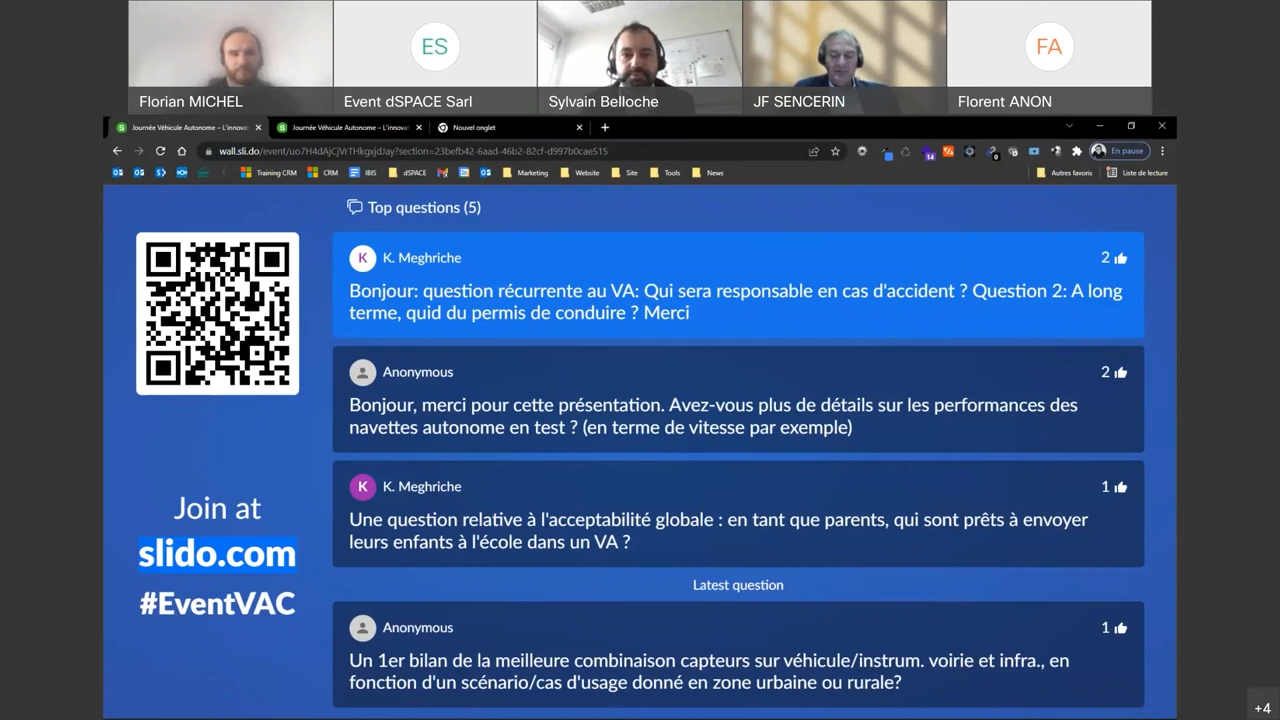 ES
FA
Florian MICHEL
Event dSPACE Sarl
Sylvain Belloche
JF SENCERIN
Florent ANON
Journée Véhicule Autonome – L'innova
Journée Véhicule Autonome – L'innova
Nouvel onglet
wall.sli.do/event/uo7H4dAjCjVrTHkgxjdJay?section=23befb42-6aad-46b2-82cf-d997b0cae515
En pause
Training CRM
CRM
IBIS
dSPACE
Marketing
Website
Site
Tools
News
Autres favoris
Liste de lecture
Top questions (5)
K
K. Meghriche
2
Bonjour: question récurrente au VA: Qui sera responsable en cas d'accident ? Question 2: A long
terme, quid du permis de conduire ? Merci
Anonymous
2
Bonjour, merci pour cette présentation. Avez-vous plus de détails sur les performances des
navettes autonome en test ? (en terme de vitesse par exemple)
K
K. Meghriche
1
Une question relative à l'acceptabilité globale : en tant que parents, qui sont prêts à envoyer
leurs enfants à l'école dans un VA ?
Join at
slido.com
#EventVAC
Latest question
Anonymous
1
Un 1er bilan de la meilleure combinaison capteurs sur véhicule/instrum. voirie et infra., en
fonction d'un scénario/cas d'usage donné en zone urbaine ou rurale?
+4